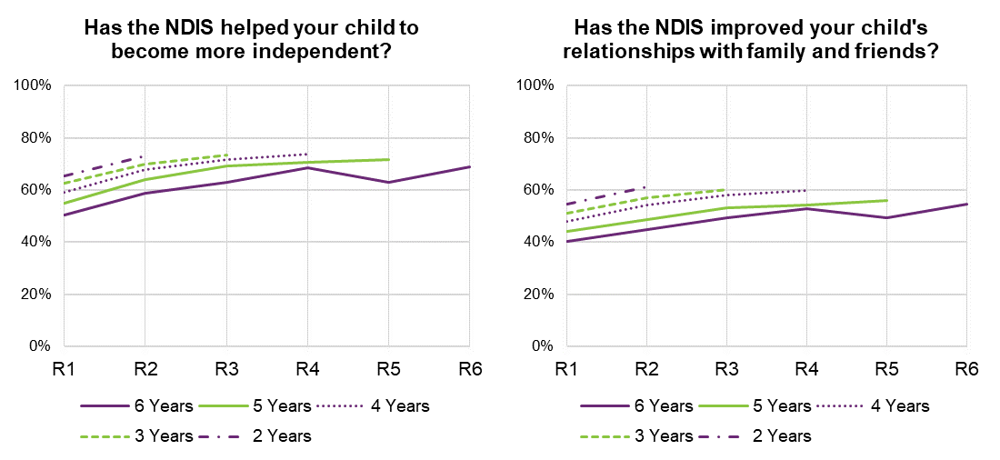 Has the NDIS helped your child to
become more independent?
100%
80%
60%
40%
20%
0%
R1 R2 R3 R4 R5 R6
6 Years 5 Years 4 Years
3 Years 2 Years
Has the NDIS improved your child's
relationships with family and friends?
100%
80%
60%
40%
20%
0%
R1 R2 R3 R4 R5 R6
6 Years 5 Years 4 Years
3 Years 2 Years